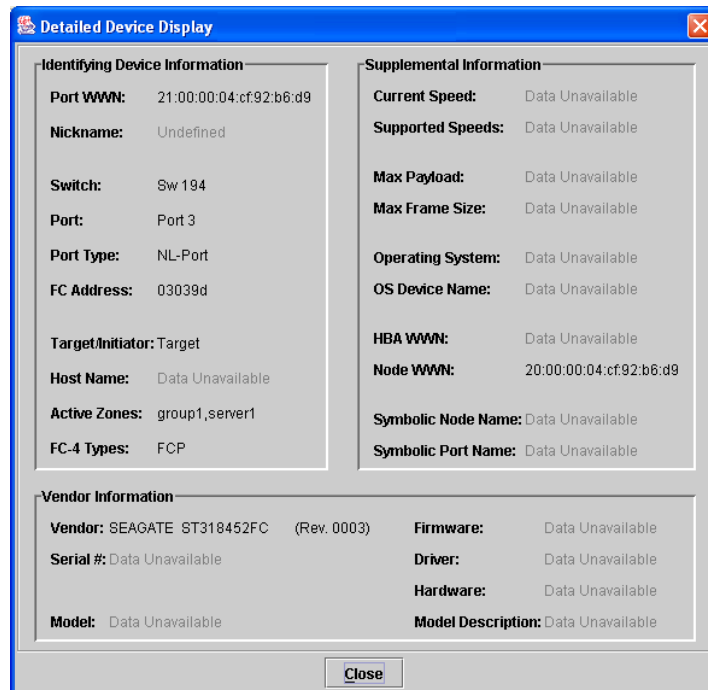 Detailed Device Display
Identifying Device Information
Port WWN: 21:00:00:04:cf:92:b6:d9
Nickname: Undefined
Switch: Sw 194
Port: Port 3
Port Type: NL-Port
FC Address: 03039d
Target/Initiator: Target
Host Name: Data Unavailable
Active Zones: group1,server1
FC-4 Types: FCP
Supplemental Information
Current Speed: Data Unavailable
Supported Speeds: Data Unavailable
Max Payload: Data Unavailable
Max Frame Size: Data Unavailable
Operating System: Data Unavailable
OS Device Name: Data Unavailable
HBA WWN: Data Unavailable
Node WWN: 20:00:00:04:cf:92:b6:d9
Symbolic Node Name: Data Unavailable
Symbolic Port Name: Data Unavailable
Vendor Information
Vendor: SEAGATE ST318452FC (Rev. 0003)
Serial #: Data Unavailable
Model: Data Unavailable
Firmware: Data Unavailable
Driver: Data Unavailable
Hardware: Data Unavailable
Model Description: Data Unavailable
Close